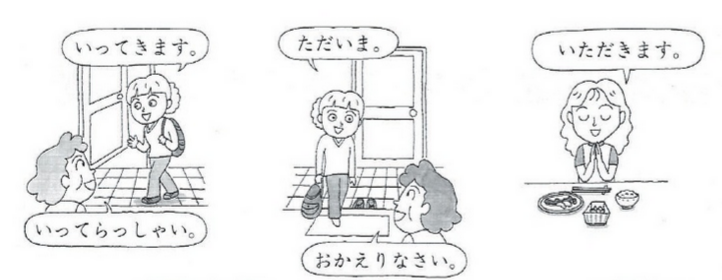 いってきます。
いってらっしゃい。
ただいま。
おかえりなさい。
いただきます。